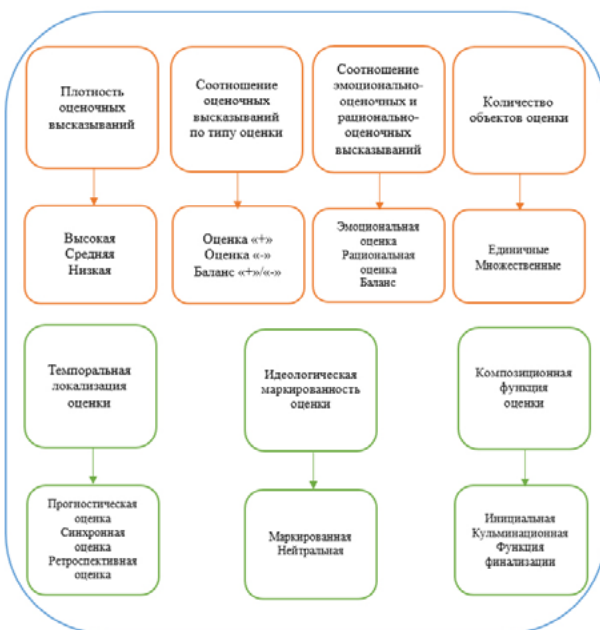 Плотность
оценочных
высказываний
Соотношение
оценочных
высказываний
по типу оценки
Соотношение
эмоционально-
оценочных и
рационально-
оценочных
высказываний
Количество
объектов оценки
Высокая
Средняя
Низкая
Оценка «+»
Оценка «-»
Баланс «+»/«-»
Эмоциональная
оценка
Рациональная
оценка
Баланс
Единичные
Множественные
Темпоральная
локализация
оценки
Идеологическая
маркированность
оценки
Композиционная
функция
оценки
Прогностическая
оценка
Синхронная
оценка
Ретроспективная
оценка
Маркированная
Нейтральная
Инициальная
Кульминационная
Функция
финализации